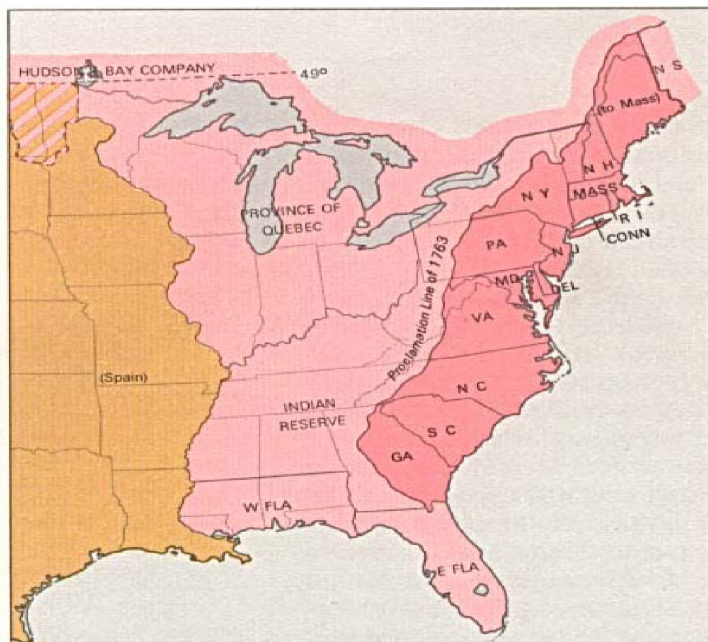 HUDSON'S BAY COMPANY
49º
N S
(to Mass)
N H
N Y
MASS
R I
CONN
PROVINCE OF
QUEBEC
PA
N J
MD
DEL
Proclamation Line of 1763
VA
(Spain)
N C
INDIAN
RESERVE
S C
GA
W FLA
E FLA